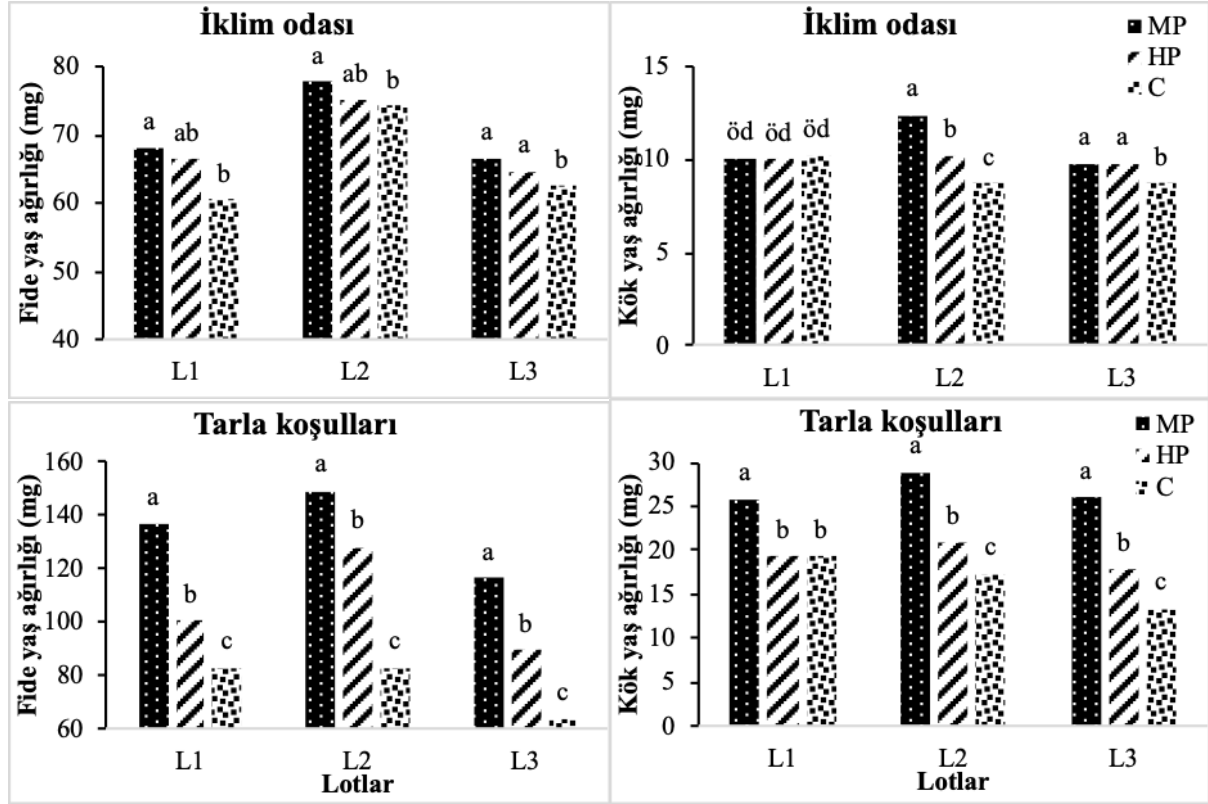 İklim odası
Fide yaş ağırlığı (mg)
80
70
60
50
40
a ab b
a ab b
a a b
L1 L2 L3
İklim odası
MP
HP
C
Kök yaş ağırlığı (mg)
15
10
5
0
öd öd öd
a b c
a a b
L1 L2 L3
Tarla koşulları
Fide yaş ağırlığı (mg)
160
140
120
100
80
60
a b c
a b c
a b c
L1 L2 L3
Lotlar
Tarla koşulları
MP
HP
C
Kök yaş ağırlığı (mg)
30
25
20
15
10
5
0
a b b
a b c
a b c
L1 L2 L3
Lotlar